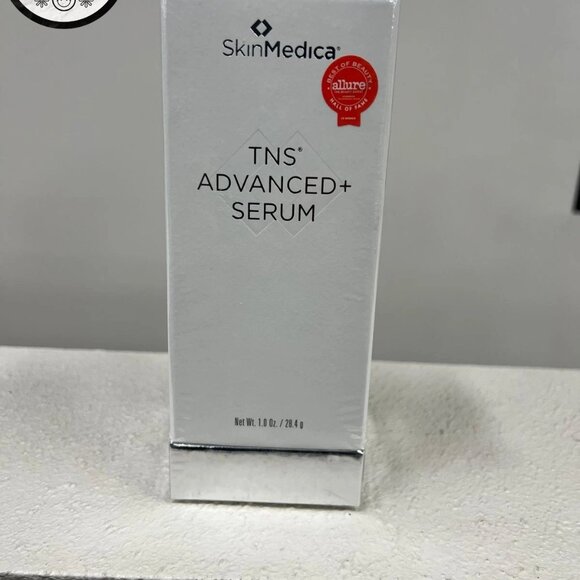 SkinMedica®
BEST OF BEAUTY
allure
HALL OF FAME
TNS®
ADVANCED+
SERUM
Net Wt. 1.0 Oz. / 28.4 g